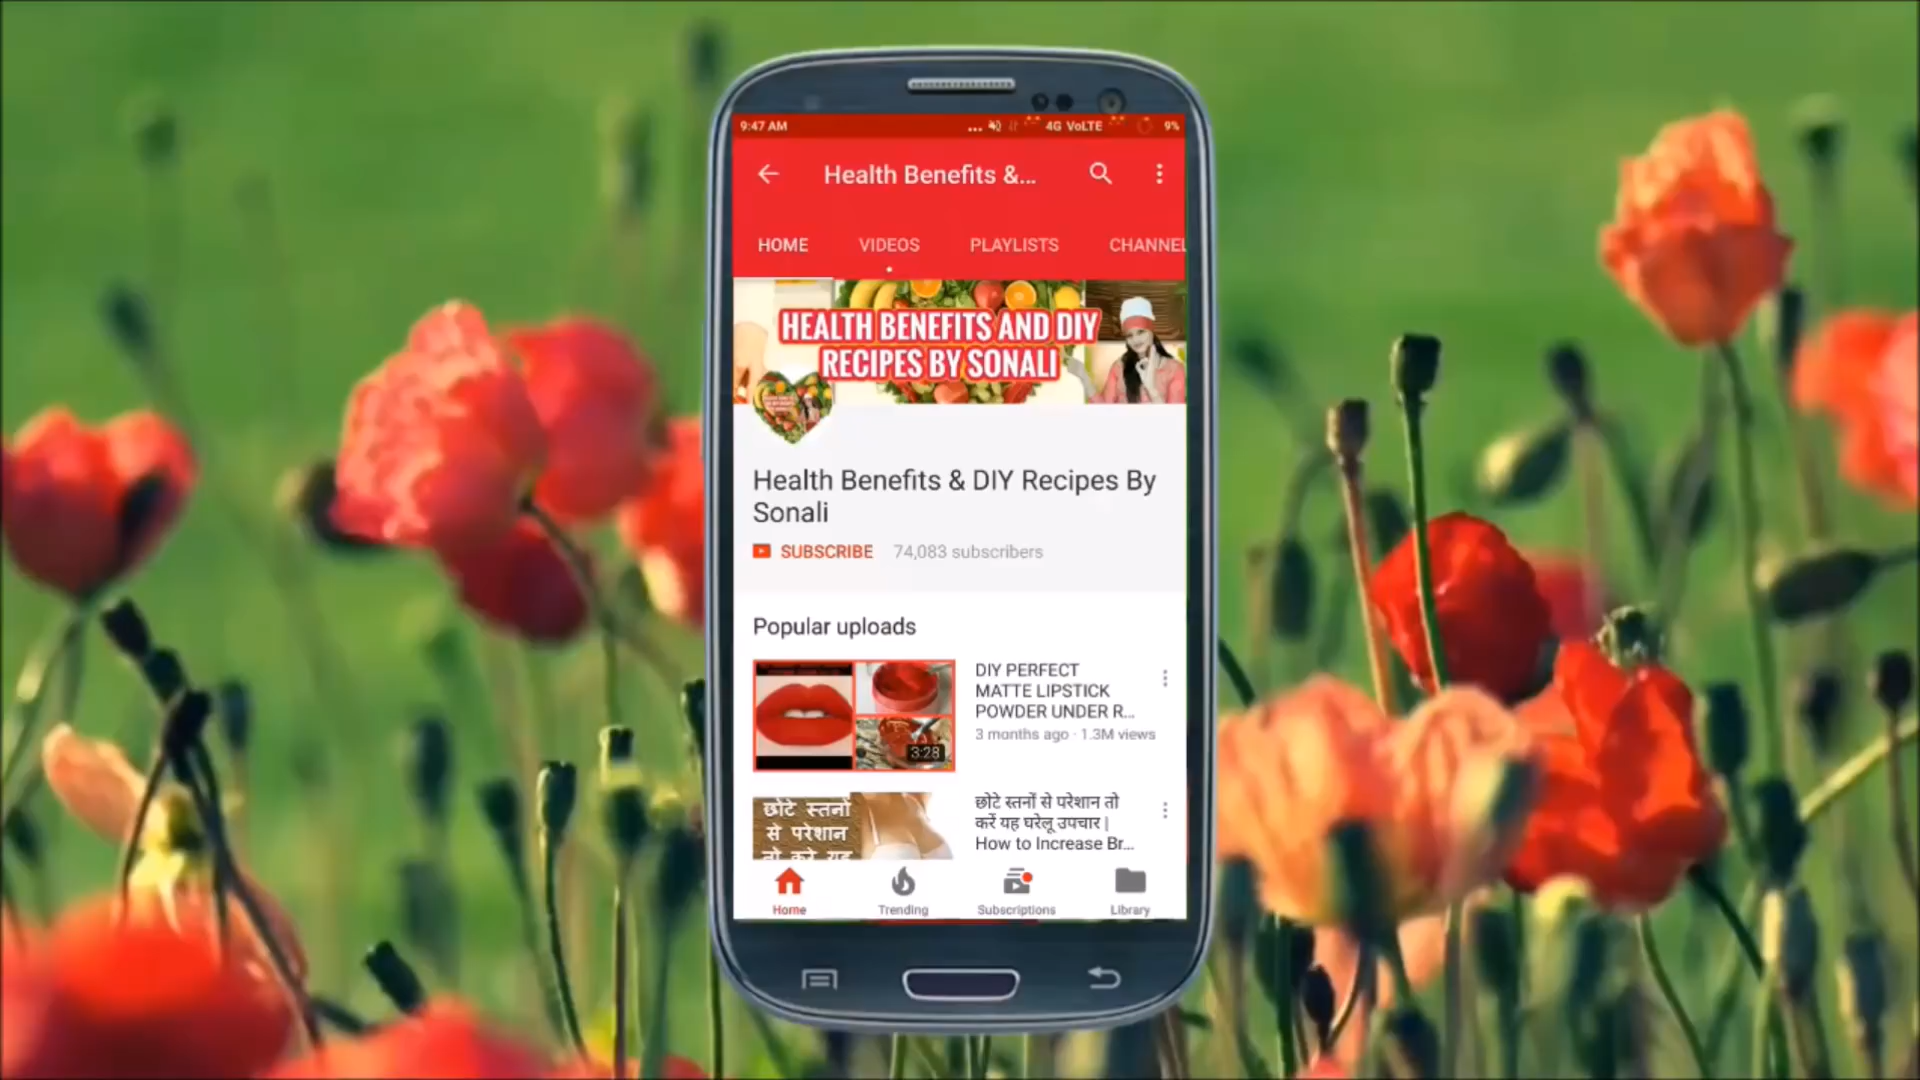 9:47 AM
4G VoLTE
9%
Health Benefits &...
HOME
VIDEOS
PLAYLISTS
CHANNEL
HEALTH BENEFITS AND DIY
RECIPES BY SONALI
Health Benefits & DIY Recipes By
Sonali
SUBSCRIBE
74,083 subscribers
Popular uploads
3:28
DIY PERFECT
MATTE LIPSTICK
POWDER UNDER R...
3 months ago · 1.3M views
छोटे स्तनों
से परेशान
तो करें यह
छोटे स्तनों से परेशान तो
करें यह घरेलू उपचार |
How to Increase Br...
Home
Trending
Subscriptions
Library